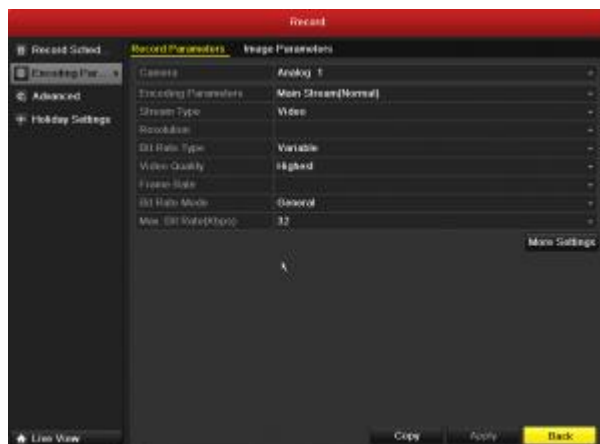 Record
Record Sched...
Encoding Par...
Advanced
Holiday Settings
Live View
Record Parameters Image Parameters
Camera Analog 1
Encoding Parameters Main Stream(Normal)
Stream Type Video
Resolution
Bit Rate Type Variable
Video Quality Highest
Frame Rate
Bit Rate Mode General
Max. Bit Rate(Kbps) 32
More Settings
Copy Apply Back